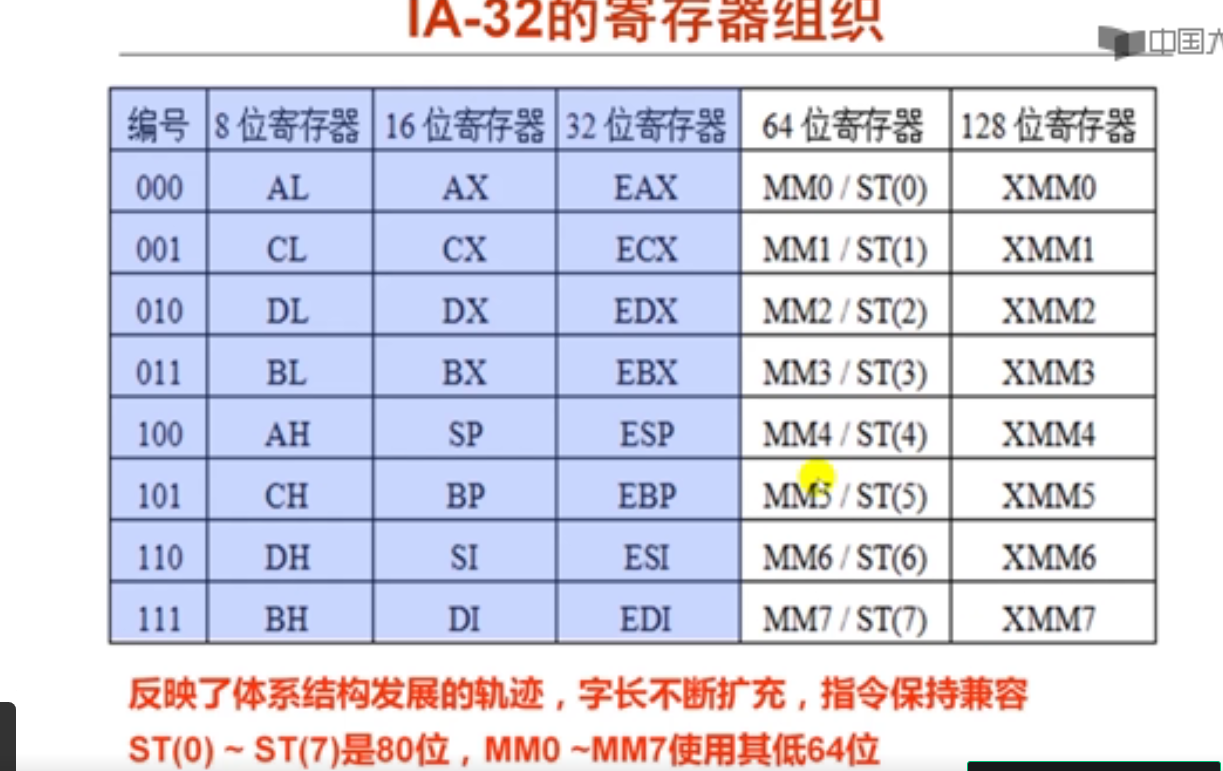 IA-32的寄存器组织
中国大
编号 8 位寄存器 16 位寄存器 32 位寄存器 64 位寄存器 128 位寄存器
000 AL AX EAX MM0 / ST(0) XMM0
001 CL CX ECX MM1 / ST(1) XMM1
010 DL DX EDX MM2 / ST(2) XMM2
011 BL BX EBX MM3 / ST(3) XMM3
100 AH SP ESP MM4 / ST(4) XMM4
101 CH BP EBP MM5 / ST(5) XMM5
110 DH SI ESI MM6 / ST(6) XMM6
111 BH DI EDI MM7 / ST(7) XMM7
反映了体系结构发展的轨迹，字长不断扩充，指令保持兼容
ST(0) ~ ST(7)是80位，MM0 ~MM7使用其低64位